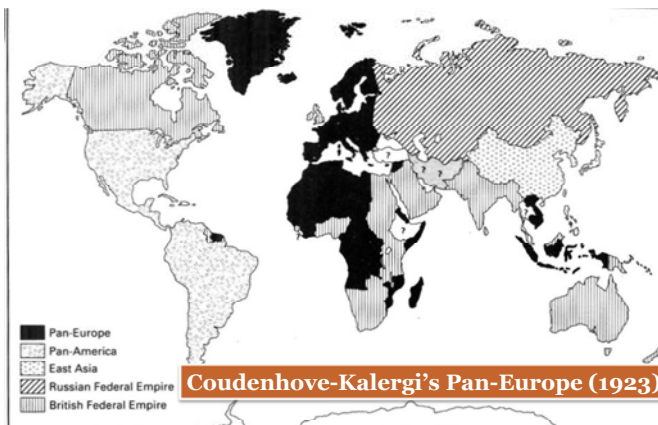 ?
?
?
?
?
?
Pan-Europe
Pan-America
East Asia
Russian Federal Empire
British Federal Empire
Coudenhove-Kalergi's Pan-Europe (1923)